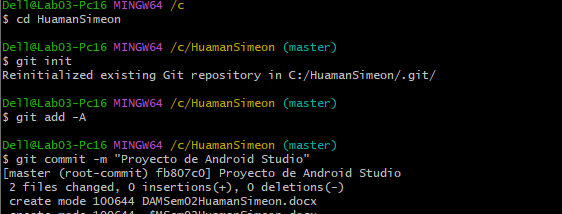 Dell@Lab03-Pc16 MINGW64 /c
$ cd HuamanSimeon
Dell@Lab03-Pc16 MINGW64 /c/HuamanSimeon (master)
$ git init
Reinitialized existing Git repository in C:/HuamanSimeon/.git/
Dell@Lab03-Pc16 MINGW64 /c/HuamanSimeon (master)
$ git add -A
Dell@Lab03-Pc16 MINGW64 /c/HuamanSimeon (master)
$ git commit -m "Proyecto de Android Studio"
[master (root-commit) fb807c0] Proyecto de Android Studio
2 files changed, 0 insertions(+), 0 deletions(-)
create mode 100644 DAMSem02HuamanSimeon.docx
create mode 100644